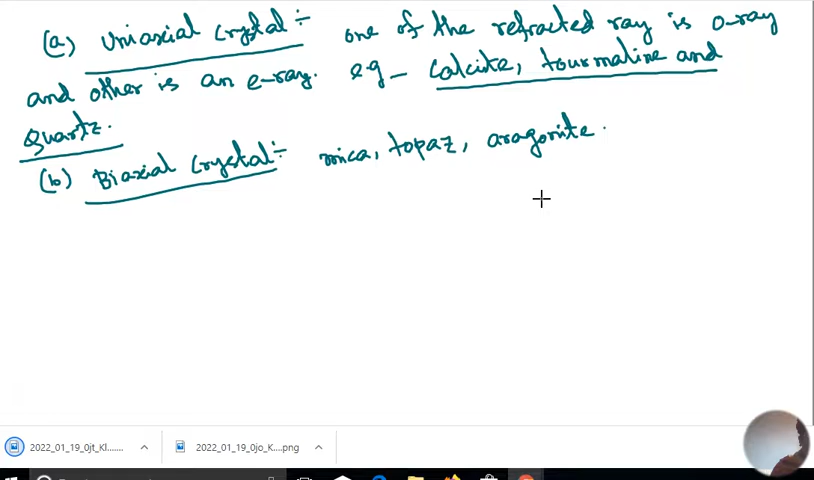 (a) Uniaxial Crystal ÷ one of the refracted ray is o-ray
and other is an e-ray. eg_ Calcite, tourmaline and
quartz.
(b) Biaxial Crystal ÷ mica, topaz, aragonite.
2022_01_19_0jt_Kl.......
2022_01_19_0jo_K....png